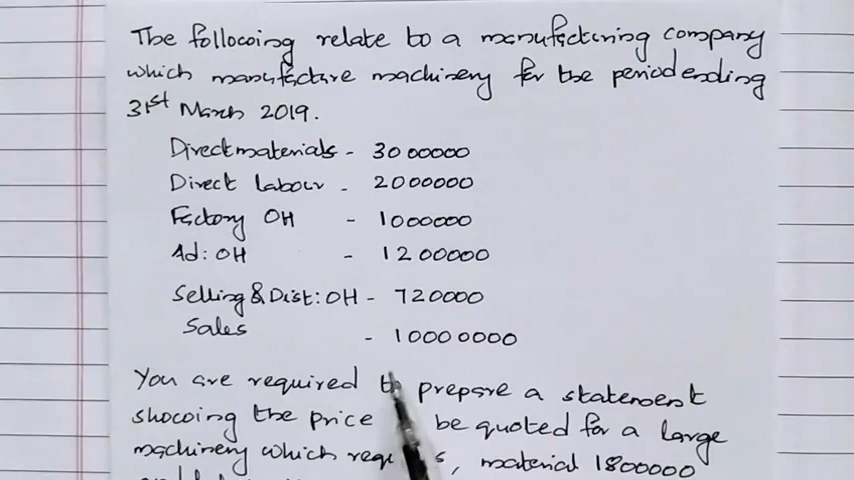 The following relate to a manufacturing company
which manufacture machinery for the period ending
31st March 2019.
Direct materials - 3000000
Direct labour - 2000000
Factory OH - 1000000
Ad: OH - 1200000
Selling & Dist: OH - 720000
Sales - 10000000
You are required to prepare a statement
showing the price be quoted for a large
machinery which material 1800000